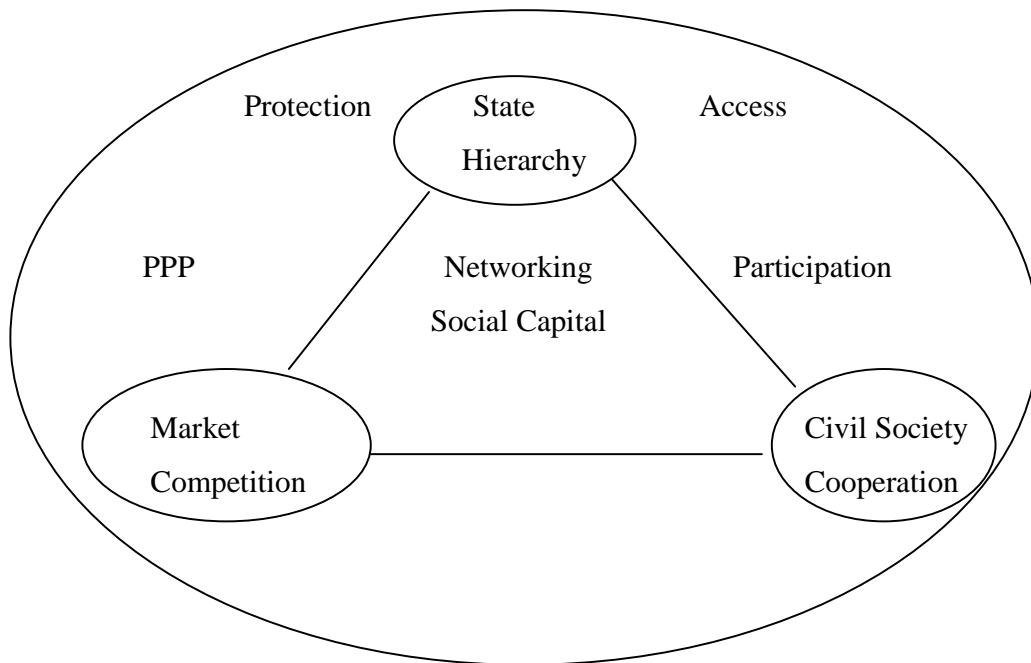 Protection State Access
Hierarchy
PPP Networking Participation
Social Capital
Market Civil Society
Competition Cooperation